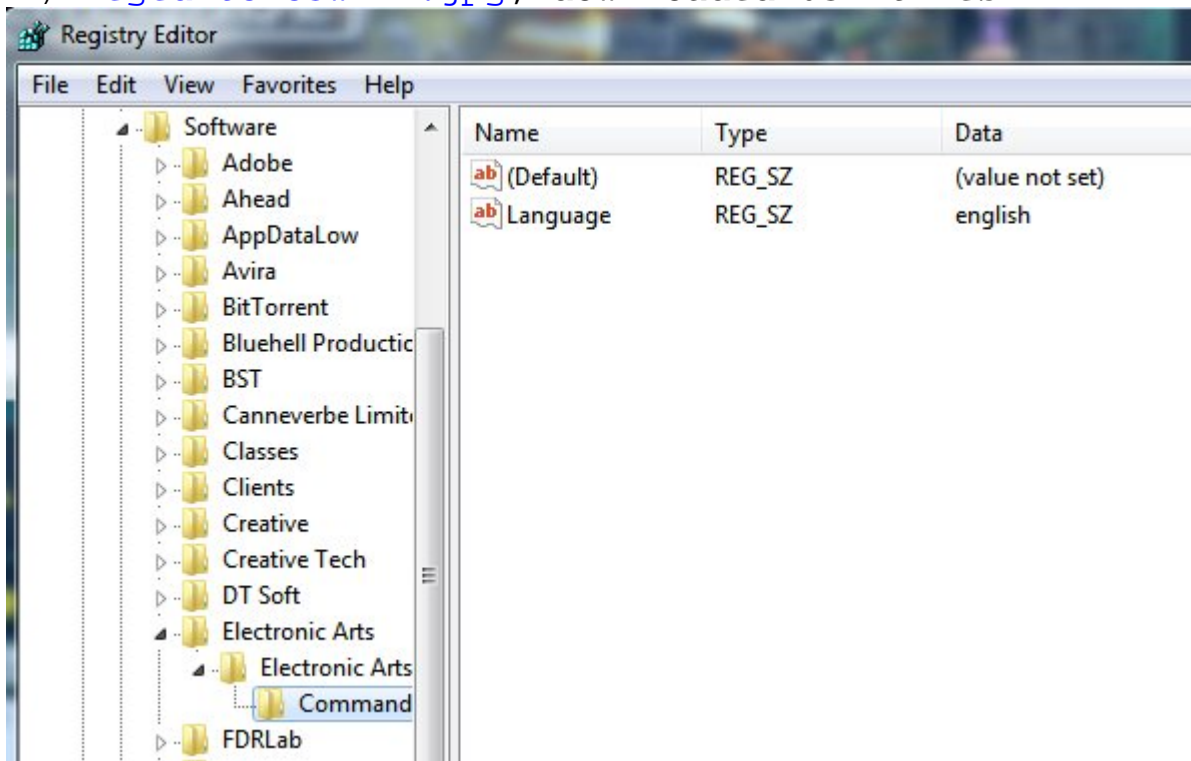 Registry Editor
File Edit View Favorites Help
Software
Adobe
Ahead
AppDataLow
Avira
BitTorrent
Bluehell Productic
BST
Canneverbe Limit
Classes
Clients
Creative
Creative Tech
DT Soft
Electronic Arts
Electronic Arts
Command
FDRLab
Name Type Data
(Default) REG_SZ (value not set)
Language REG_SZ english